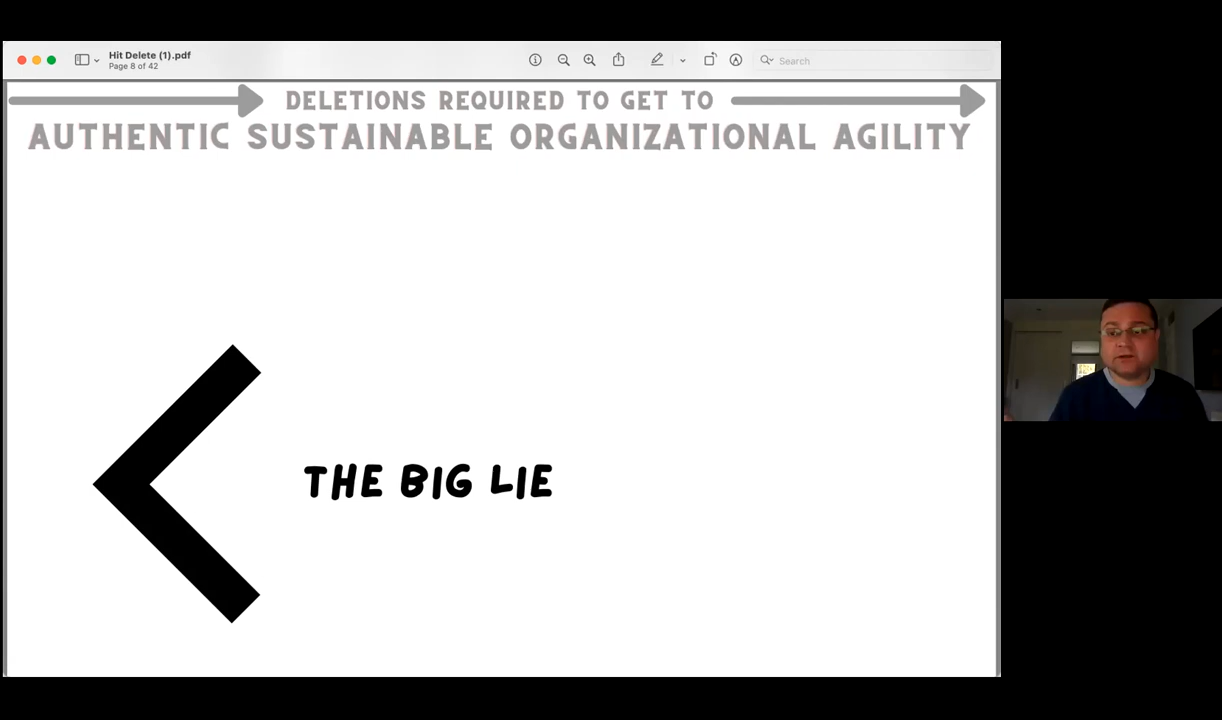 Hit Delete (1).pdf
Page 8 of 42
Search
DELETIONS REQUIRED TO GET TO
AUTHENTIC SUSTAINABLE ORGANIZATIONAL AGILITY
THE BIG LIE